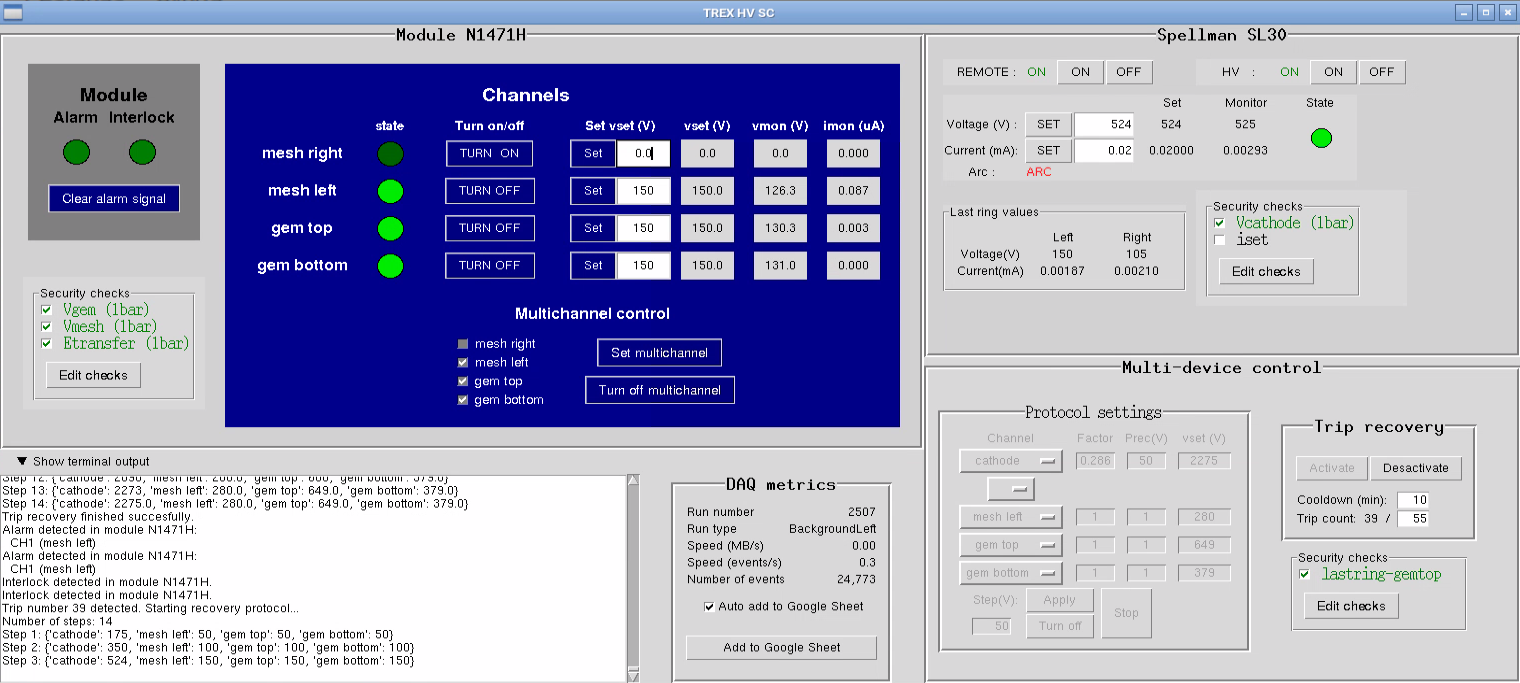 TREX HV SC
Module N1471H
Module
Alarm Interlock
Clear alarm signal
Security checks
Vgem (1bar)
Vmesh (1bar)
Etransfer (1bar)
Edit checks
Channels
state Turn on/off Set vset (V) vset (V) vmon (V) imon (uA)
mesh right TURN ON Set 0.0 0.0 0.0 0.000
mesh left TURN OFF Set 150 150.0 126.3 0.087
gem top TURN OFF Set 150 150.0 130.3 0.003
gem bottom TURN OFF Set 150 150.0 131.0 0.000
Multichannel control
mesh right
mesh left
gem top
gem bottom
Set multichannel
Turn off multichannel
Spellman SL30
REMOTE : ON ON OFF HV : ON ON OFF
Set Monitor State
Voltage (V) : SET 524 524 525
Current (mA): SET 0.02 0.02000 0.00293
Arc : ARC
Last ring values
Left Right
Voltage(V) 150 105
Current(mA) 0.00187 0.00210
Security checks
Vcathode (1bar)
iset
Edit checks
▼ Show terminal output
Step 12: {'cathode': 2090, 'mesh left': 280.0, 'gem top': 600, 'gem bottom': 379.0}
Step 13: {'cathode': 2273, 'mesh left': 280.0, 'gem top': 649.0, 'gem bottom': 379.0}
Step 14: {'cathode': 2275.0, 'mesh left': 280.0, 'gem top': 649.0, 'gem bottom': 379.0}
Trip recovery finished succesfully.
Alarm detected in module N1471H:
CH1 (mesh left)
Alarm detected in module N1471H:
CH1 (mesh left)
Interlock detected in module N1471H.
Interlock detected in module N1471H.
Trip number 39 detected. Starting recovery protocol...
Number of steps: 14
Step 1: {'cathode': 175, 'mesh left': 50, 'gem top': 50, 'gem bottom': 50}
Step 2: {'cathode': 350, 'mesh left': 100, 'gem top': 100, 'gem bottom': 100}
Step 3: {'cathode': 524, 'mesh left': 150, 'gem top': 150, 'gem bottom': 150}
DAQ metrics
Run number 2507
Run type BackgroundLeft
Speed (MB/s) 0.00
Speed (events/s) 0.3
Number of events 24,773
Auto add to Google Sheet
Add to Google Sheet
Multi-device control
Protocol settings
Channel Factor Prec(V) vset (V)
cathode 0.286 50 2275
mesh left 1 1 280
gem top 1 1 649
gem bottom 1 1 379
Step(V): Apply Stop
50 Turn off
Trip recovery
Activate Desactivate
Cooldown (min): 10
Trip count: 39 / 55
Security checks
lastring-gemtop
Edit checks